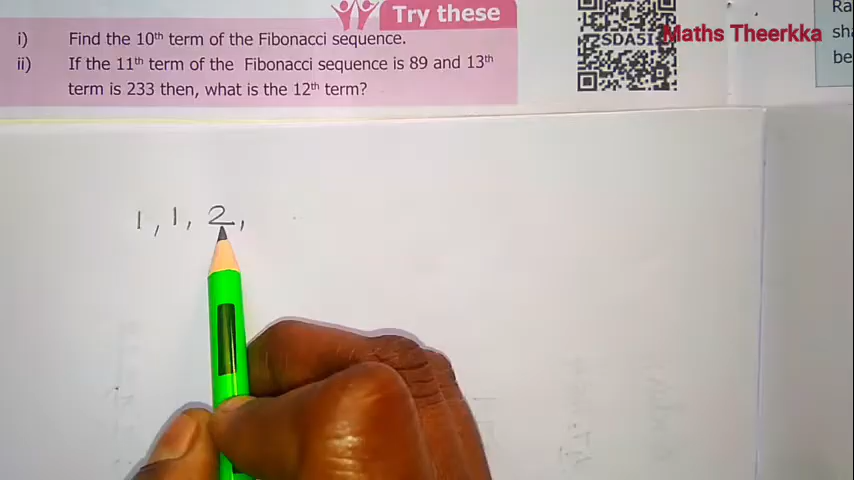 Try these
i) Find the 10th term of the Fibonacci sequence.
ii) If the 11th term of the Fibonacci sequence is 89 and 13th
term is 233 then, what is the 12th term?
SDA5I
Maths Theerkka
Ra
sh
be
1, 1, 2,